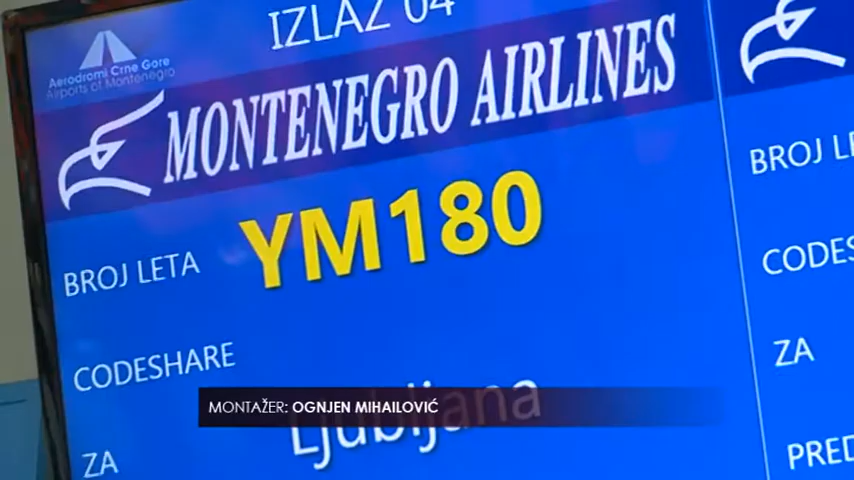 IZLAZ 04
Aerodromi Crne Gore
Airports of Montenegro
MONTENEGRO AIRLINES
BROJ LETA YM180
CODESHARE
ZA Ljubljana
MONTAŽER: OGNJEN MIHAILOVIĆ
BROJ
CODES
ZA
PRED